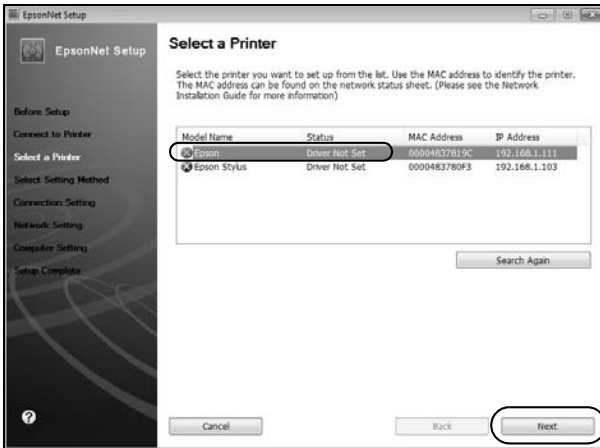 EpsonNet Setup
EpsonNet Setup
Select a Printer
Select the printer you want to set up from the list. Use the MAC address to identify the printer.
The MAC address can be found on the network status sheet. (Please see the Network
Installation Guide for more information)
Before Setup
Connect to Printer
Select a Printer
Select Setting Method
Connection Setting
Network Setting
Computer Setting
Setup Complete
Model Name Status MAC Address IP Address
Epson Driver Not Set 00004837819C 192.168.1.111
Epson Stylus Driver Not Set 0000483780F3 192.168.1.103
Search Again
?
Cancel Back Next